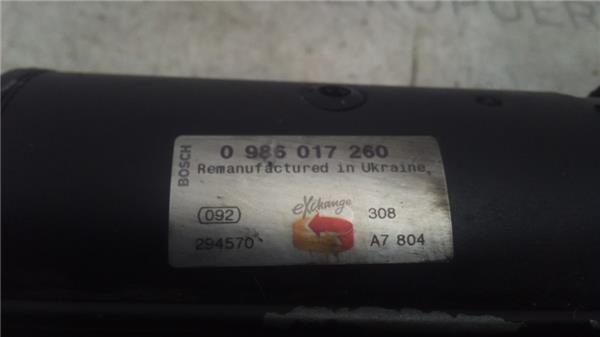 BOSCH
0 986 017 260
Remanufactured in Ukraine
092
eXchange
308
294570
A7 804